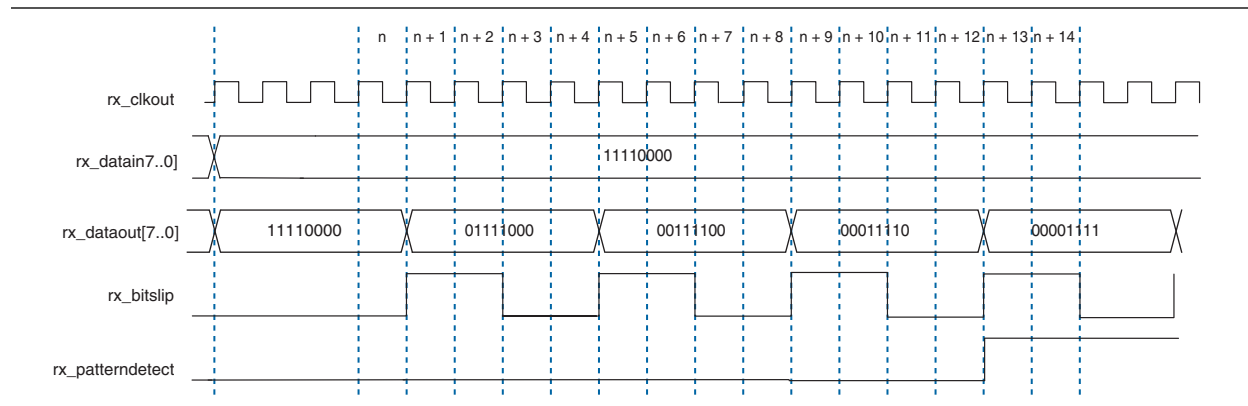 n n + 1 n + 2 n + 3 n + 4 n + 5 n + 6 n + 7 n + 8 n + 9 n + 10 n + 11 n + 12 n + 13 n + 14
rx_clkout
rx_datain7..0] 11110000
rx_dataout[7..0] 11110000 01111000 00111100 00011110 00001111
rx_bitslip
rx_patterndetect